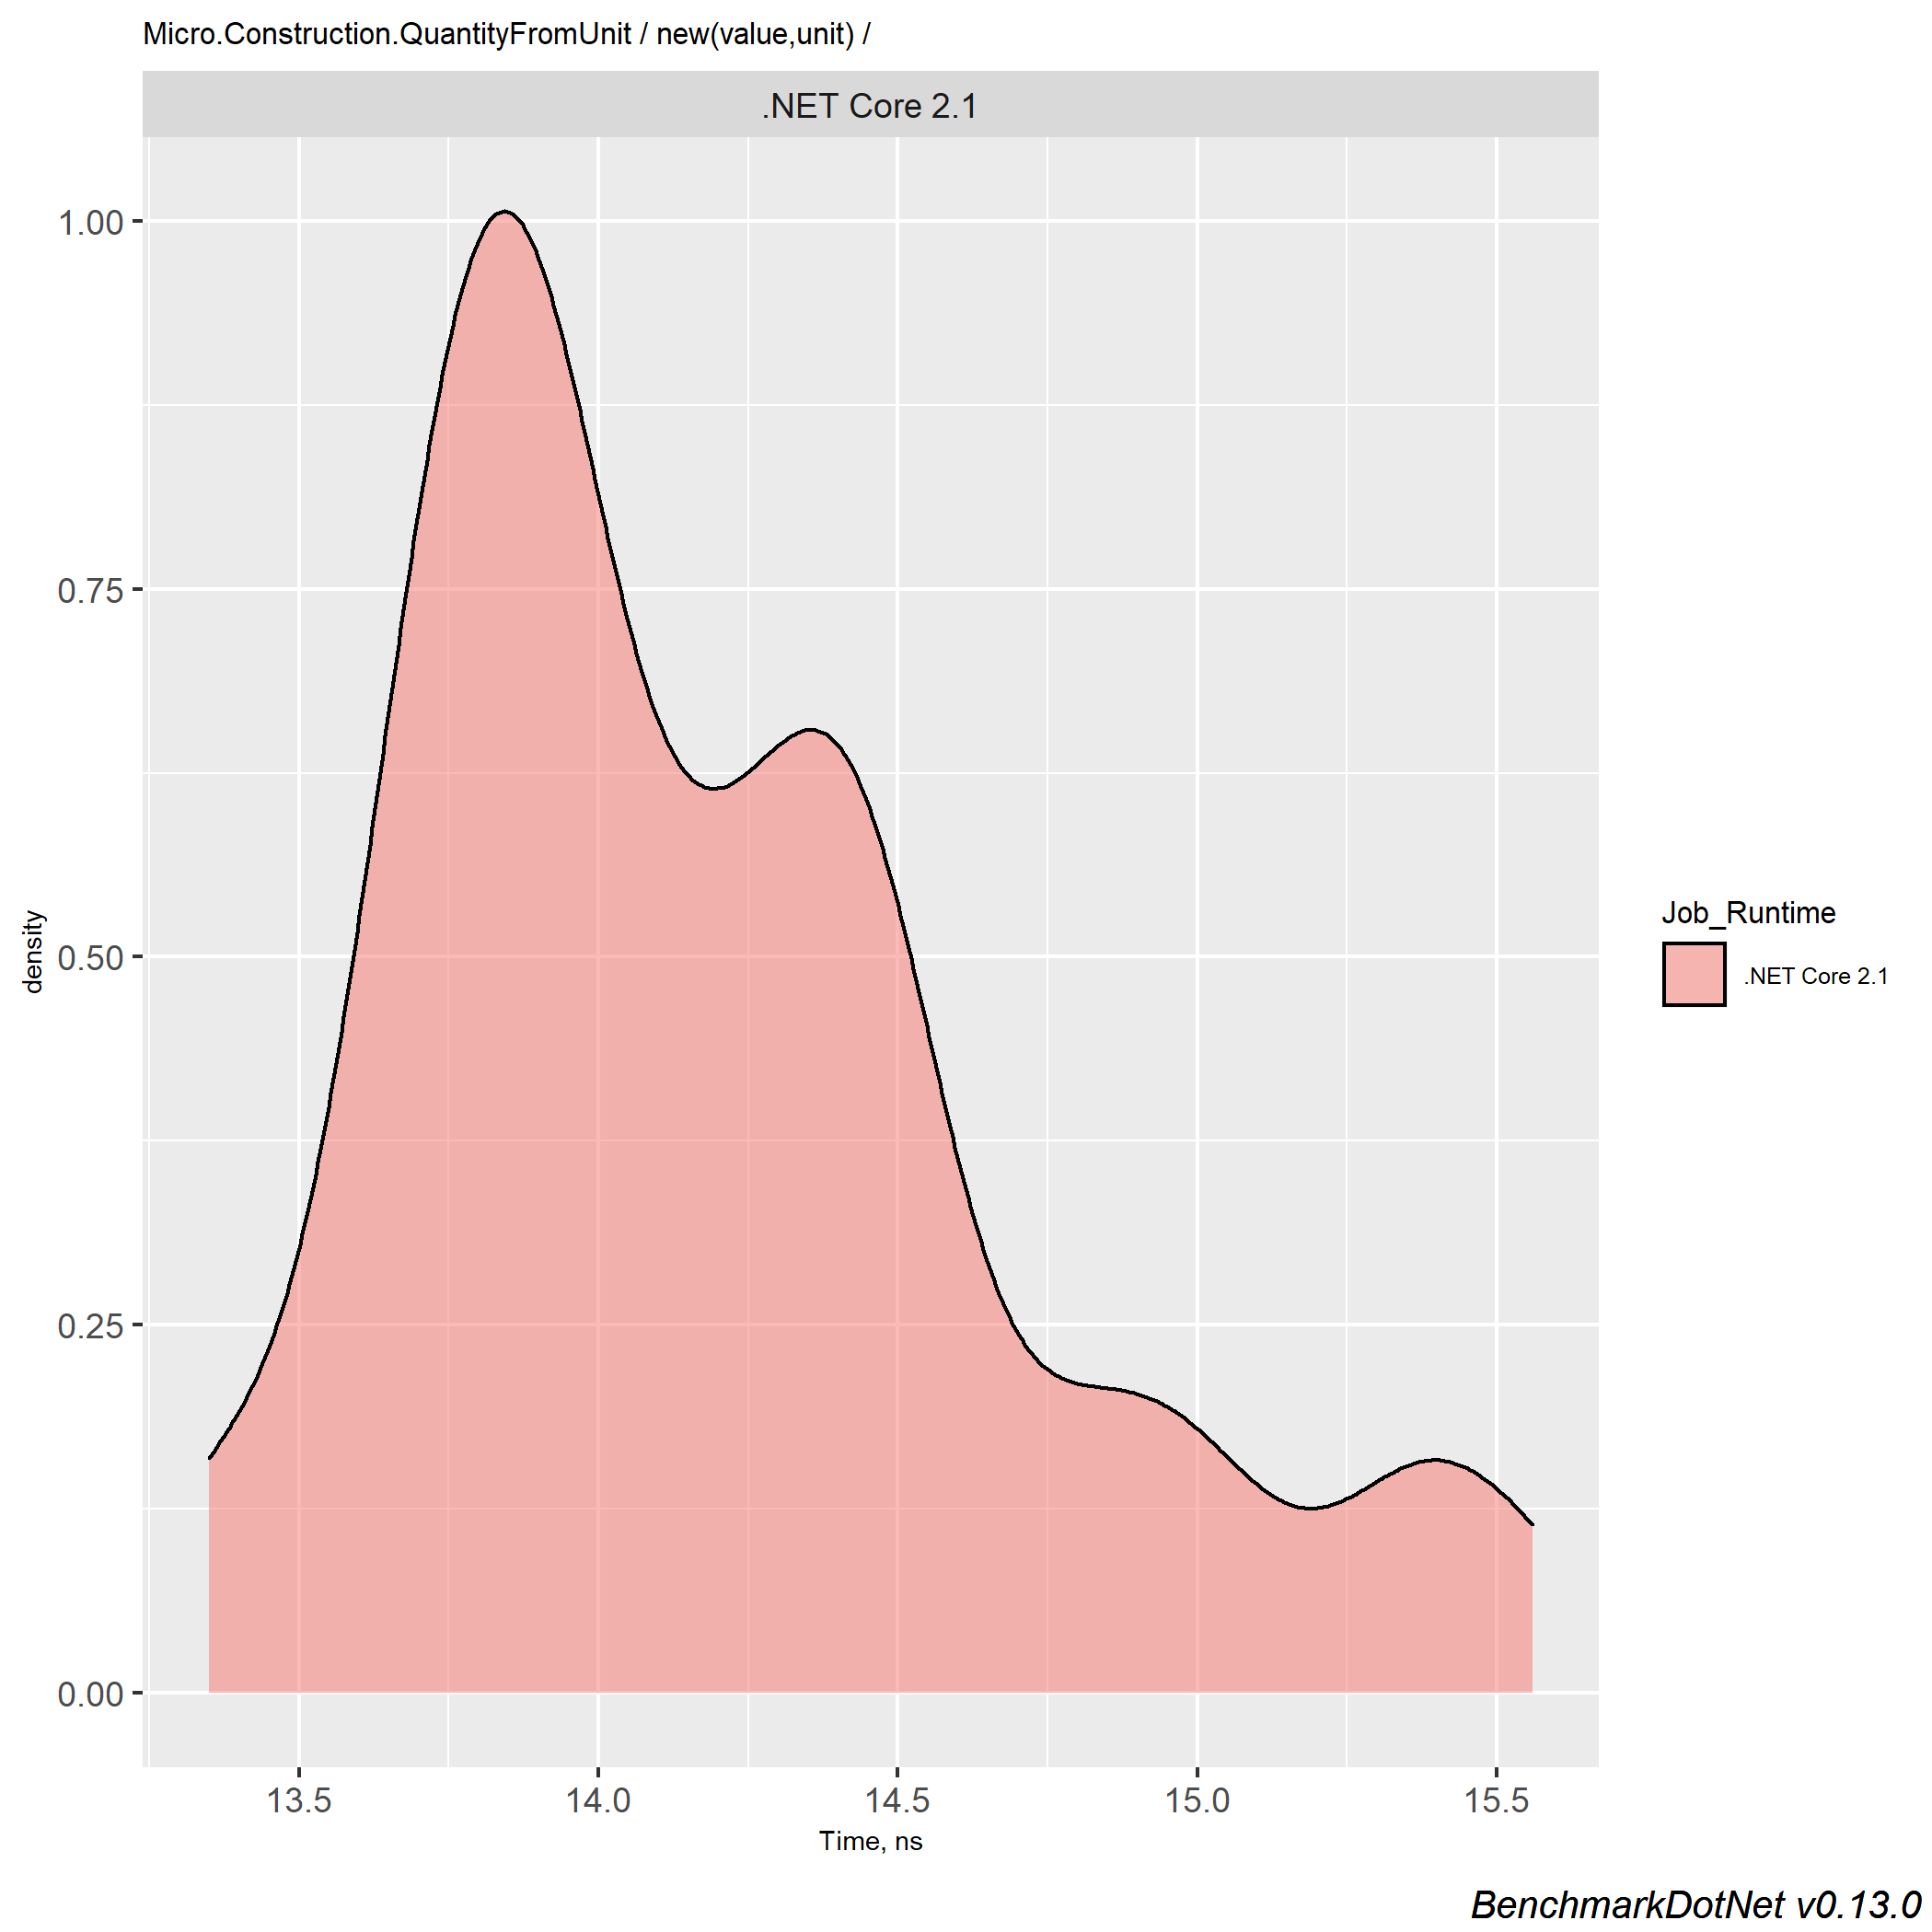 Micro.Construction.QuantityFromUnit / new(value,unit) /
.NET Core 2.1
1.00
0.75
0.50
0.25
0.00
density
13.5 14.0 14.5 15.0 15.5
Time, ns
Job_Runtime
.NET Core 2.1
BenchmarkDotNet v0.13.0